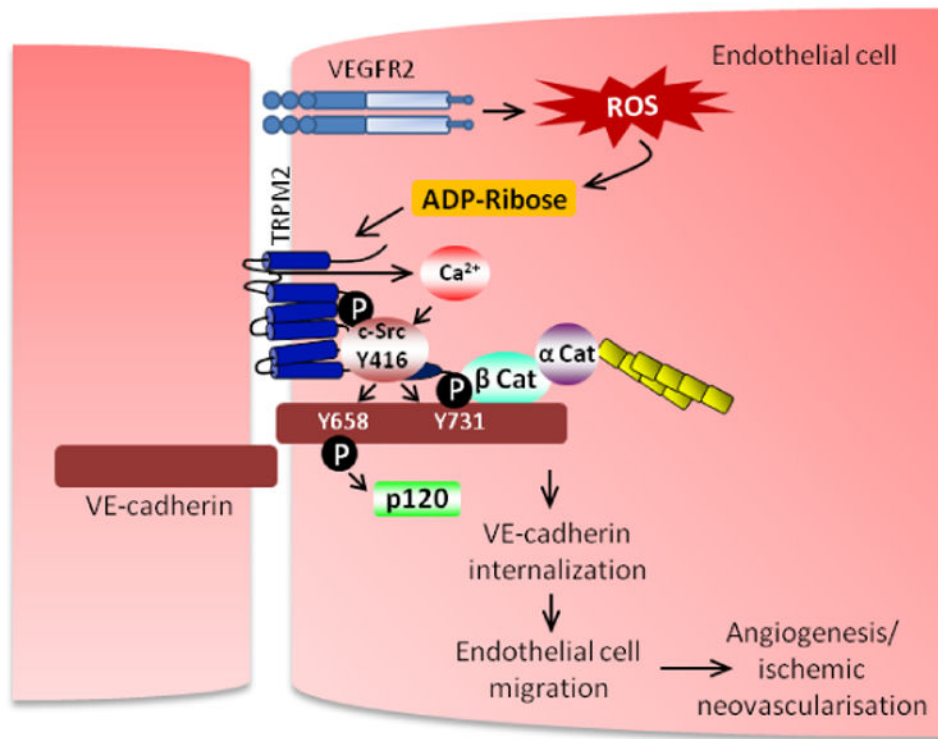 Endothelial cell
VEGFR2
ROS
TRPM2
ADP-Ribose
Ca²⁺
P
c-Src
Y416
α Cat
β Cat
P
Y658
Y731
P
p120
VE-cadherin
VE-cadherin
internalization
Endothelial cell
migration
Angiogenesis/
ischemic
neovascularisation